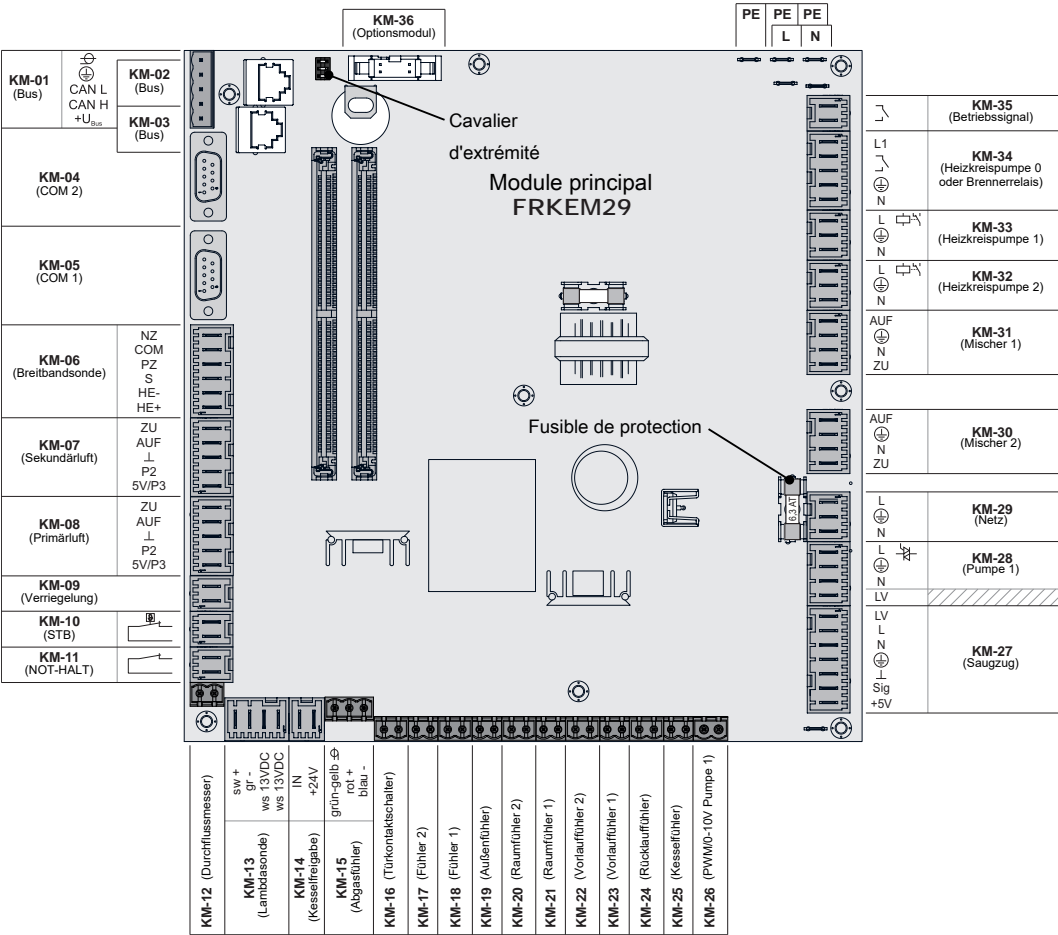 KM-36
(Optionsmodul)
PE PE PE
L N
KM-01
(Bus)
CAN L
CAN H
+U Bus
KM-02
(Bus)
KM-03
(Bus)
KM-04
(COM 2)
KM-05
(COM 1)
KM-06
(Breitbandsonde)
NZ
COM
PZ
S
HE-
HE+
KM-07
(Sekundärluft)
ZU
AUF
⊥
P2
5V/P3
KM-08
(Primärluft)
ZU
AUF
⊥
P2
5V/P3
KM-09
(Verriegelung)
KM-10
(STB)
KM-11
(NOT-HALT)
Cavalier
d'extrémité
Module principal
FRKEM29
Fusible de protection
6,3 AT
KM-35
(Betriebssignal)
L1
N
KM-34
(Heizkreispumpe 0
oder Brennerrelais)
L
N
KM-33
(Heizkreispumpe 1)
L
N
KM-32
(Heizkreispumpe 2)
AUF
N
ZU
KM-31
(Mischer 1)
AUF
N
ZU
KM-30
(Mischer 2)
L
N
KM-29
(Netz)
L
N
LV
KM-28
(Pumpe 1)
LV
L
N
⊥
Sig
+5V
KM-27
(Saugzug)
KM-12 (Durchflussmesser)
sw +
gr -
ws 13VDC
ws 13VDC
KM-13
(Lambdasonde)
IN
+24V
KM-14
(Kesselfreigabe)
grün-gelb
rot +
blau -
KM-15
(Abgasfühler)
KM-16 (Türkontaktschalter)
KM-17 (Fühler 2)
KM-18 (Fühler 1)
KM-19 (Außenfühler)
KM-20 (Raumfühler 2)
KM-21 (Raumfühler 1)
KM-22 (Vorlauffühler 2)
KM-23 (Vorlauffühler 1)
KM-24 (Rücklauffühler)
KM-25 (Kesselfühler)
KM-26 (PWM/0-10V Pumpe 1)